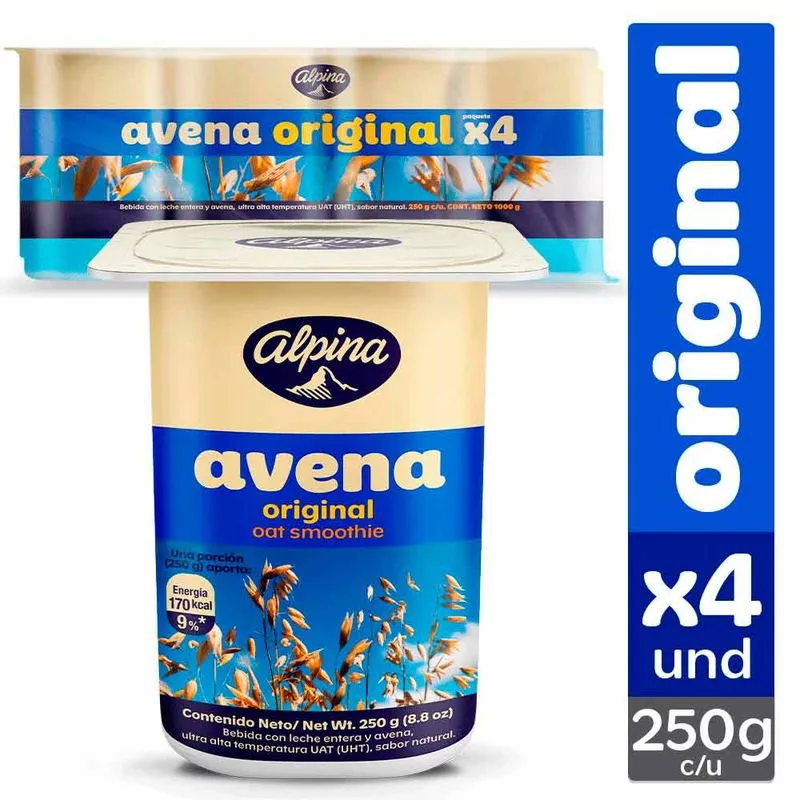 alpina
avena original paquete x4
Bebida con leche entera y avena, ultra alta temperatura UAT (UHT), sabor natural. 250 g c/u. CONT. NETO 1000 g
alpina
alpina
avena
original
oat smoothie
Una porción
(250 g) aporta:
Energía
170 kcal
9%*
Contenido Neto/ Net Wt. 250 g (8.8 oz)
Bebida con leche entera y avena,
ultra alta temperatura UAT (UHT), sabor natural.
original
x4
und
250g
c/u